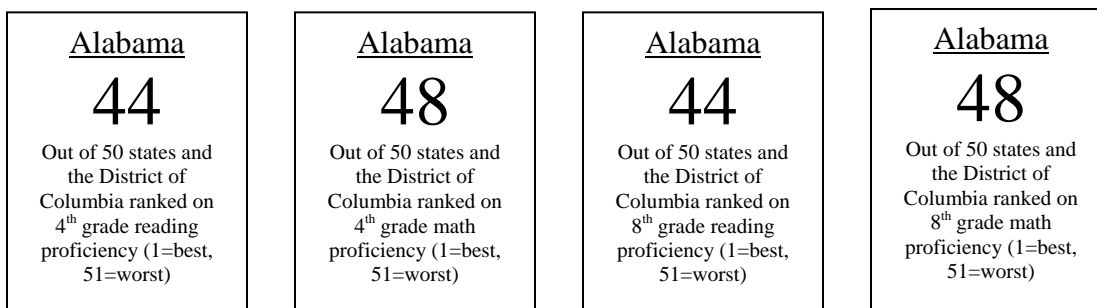 Alabama
44
Out of 50 states and
the District of
Columbia ranked on
4th grade reading
proficiency (1=best,
51=worst)
Alabama
48
Out of 50 states and
the District of
Columbia ranked on
4th grade math
proficiency (1=best,
51=worst)
Alabama
44
Out of 50 states and
the District of
Columbia ranked on
8th grade reading
proficiency (1=best,
51=worst)
Alabama
48
Out of 50 states and
the District of
Columbia ranked on
8th grade math
proficiency (1=best,
51=worst)